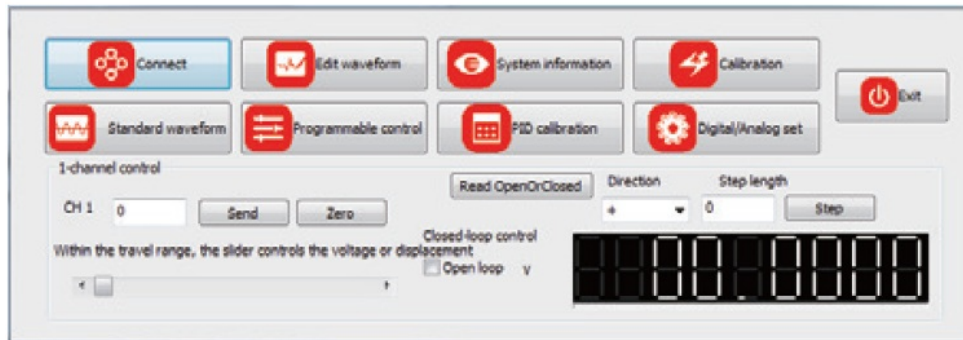 Connect
Edit waveform
System information
Calibration
Exit
Standard waveform
Programmable control
PID calibration
Digital/Analog set
1-channel control
Read OpenOrClosed
Direction
Step length
CH 1
0
Send
Zero
+
0
Step
Within the travel range, the slider controls the voltage or displacement
Closed-loop control
Open loop
V
00.0000